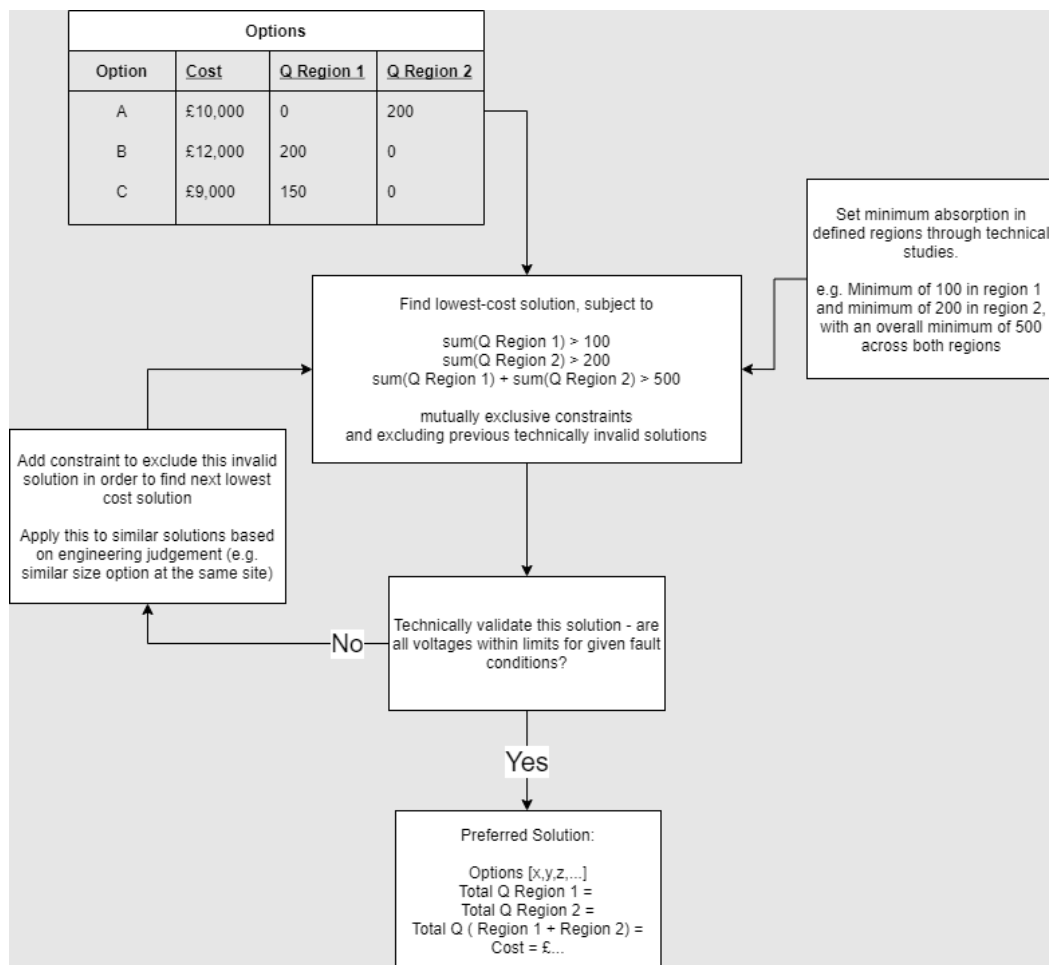 Options
Option Cost Q Region 1 Q Region 2
A £10,000 0 200
B £12,000 200 0
C £9,000 150 0
Set minimum absorption in
defined regions through technical
studies.
e.g. Minimum of 100 in region 1
and minimum of 200 in region 2,
with an overall minimum of 500
across both regions
Find lowest-cost solution, subject to
sum(Q Region 1) > 100
sum(Q Region 2) > 200
sum(Q Region 1) + sum(Q Region 2) > 500
mutually exclusive constraints
and excluding previous technically invalid solutions
Add constraint to exclude this invalid
solution in order to find next lowest
cost solution
Apply this to similar solutions based
on engineering judgement (e.g.
similar size option at the same site)
Technically validate this solution - are
all voltages within limits for given fault
conditions?
No
Yes
Preferred Solution:
Options [x,y,z,...]
Total Q Region 1 =
Total Q Region 2 =
Total Q ( Region 1 + Region 2) =
Cost = £...